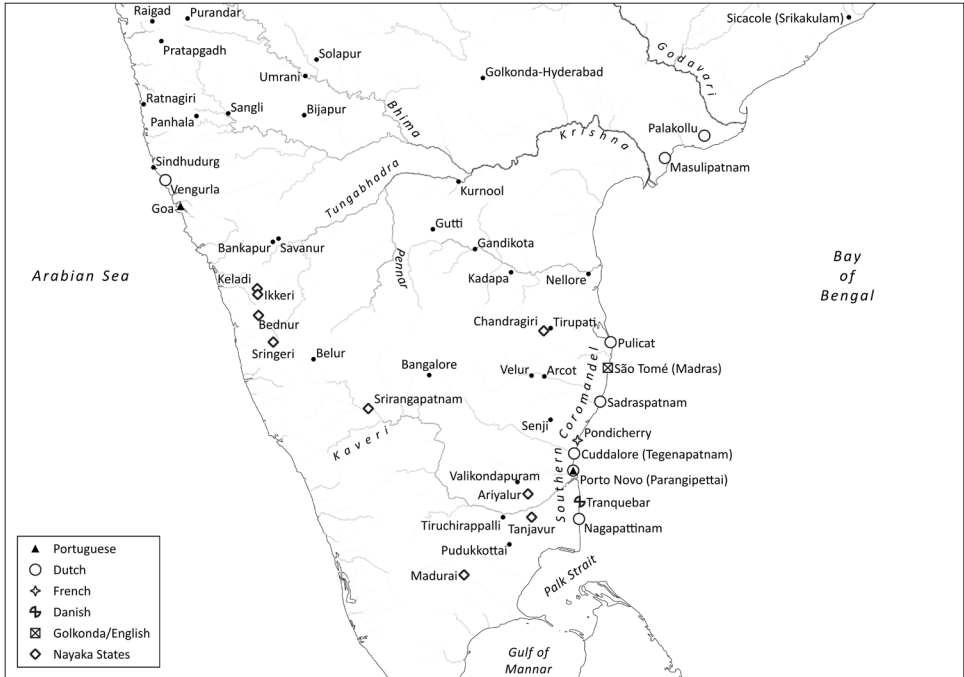 Raigad
Purandar
Sicacole (Srikakulam)
Pratapgadh
Solapur
Godavari
Umrani
Golkonda-Hyderabad
Ratnagiri
Sangli
Bijapur
Bhima
Panhala
Palakollu
Krishna
Masulipatnam
Sindhudurg
Vengurla
Tungabhadra
Kurnool
Goa
Gutti
Bankapur
Savanur
Gandikota
Pennar
Arabian Sea
Bay
of
Bengal
Keladi
Ikkeri
Kadapa
Nellore
Bednur
Chandragiri
Tirupati
Sringeri
Belur
Pulicat
Bangalore
Velur
Arcot
São Tomé (Madras)
Srirangapatnam
Sadraspatnam
Southern Coromandel
Senji
Kaveri
Pondicherry
Cuddalore (Tegenapatnam)
Valikondapuram
Porto Novo (Parangipettai)
Ariyalur
Tranquebar
Tiruchirappalli
Tanjavur
Nagapattinam
Pudukkottai
Madurai
Palk Strait
Gulf of
Mannar
Portuguese
Dutch
French
Danish
Golkonda/English
Nayaka States